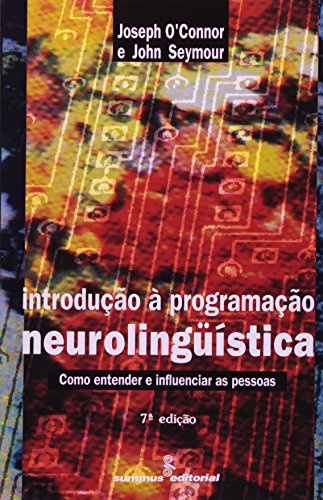 Joseph O'Connor
e John Seymour
introdução à programação
neurolingüística
Como entender e influenciar as pessoas
7ª edição
summus editorial